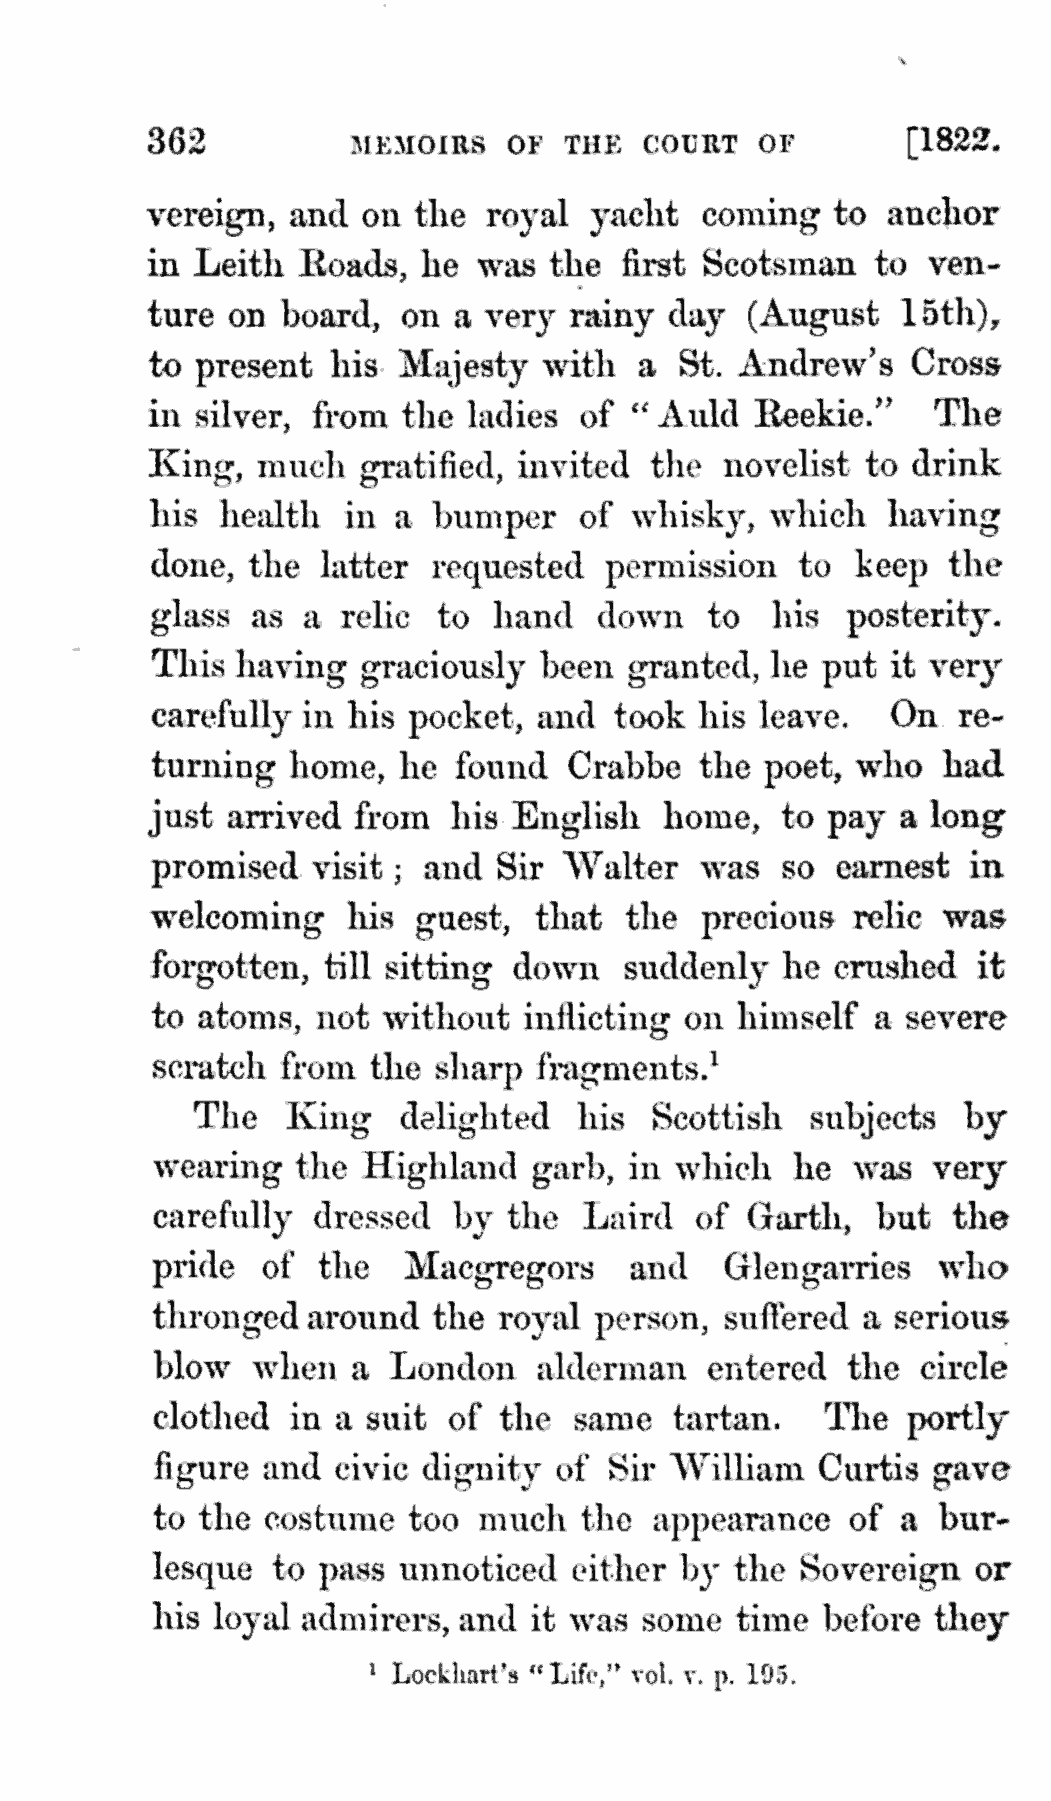 362 MEMOIRS OF THE COURT OF [1822.
vereign, and on the royal yacht coming to anchor
in Leith Roads, he was the first Scotsman to ven-
ture on board, on a very rainy day (August 15th),
to present his Majesty with a St. Andrew's Cross
in silver, from the ladies of "Auld Reekie." The
King, much gratified, invited the novelist to drink
his health in a bumper of whisky, which having
done, the latter requested permission to keep the
glass as a relic to hand down to his posterity.
This having graciously been granted, he put it very
carefully in his pocket, and took his leave. On re-
turning home, he found Crabbe the poet, who had
just arrived from his English home, to pay a long
promised visit; and Sir Walter was so earnest in
welcoming his guest, that the precious relic was
forgotten, till sitting down suddenly he crushed it
to atoms, not without inflicting on himself a severe
scratch from the sharp fragments.¹
The King delighted his Scottish subjects by
wearing the Highland garb, in which he was very
carefully dressed by the Laird of Garth, but the
pride of the Macgregors and Glengarries who
thronged around the royal person, suffered a serious
blow when a London alderman entered the circle
clothed in a suit of the same tartan. The portly
figure and civic dignity of Sir William Curtis gave
to the costume too much the appearance of a bur-
lesque to pass unnoticed either by the Sovereign or
his loyal admirers, and it was some time before they
¹ Lockhart's "Life," vol. v. p. 195.